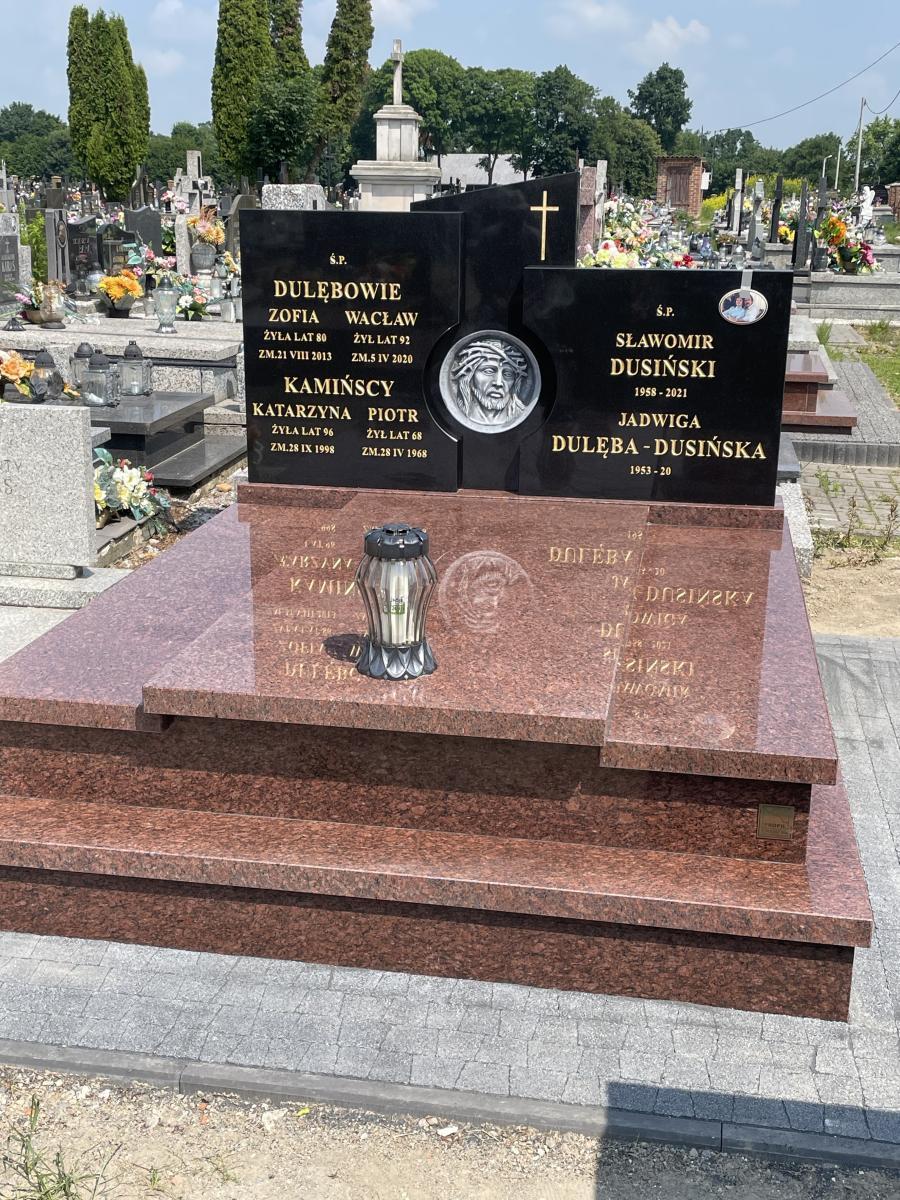 Ś.P.
DULĘBOWIE
ZOFIA WACŁAW
ŻYŁA LAT 80 ŻYŁ LAT 92
ZM.21 VIII 2013 ZM.5 IV 2020
KAMIŃSCY
KATARZYNA PIOTR
ŻYŁA LAT 96 ŻYŁ LAT 68
ZM.28 IX 1998 ZM.28 IV 1968
Ś.P.
SŁAWOMIR
DUSIŃSKI
1958 - 2021
JADWIGA
DULĘBA - DUSIŃSKA
1953 - 20